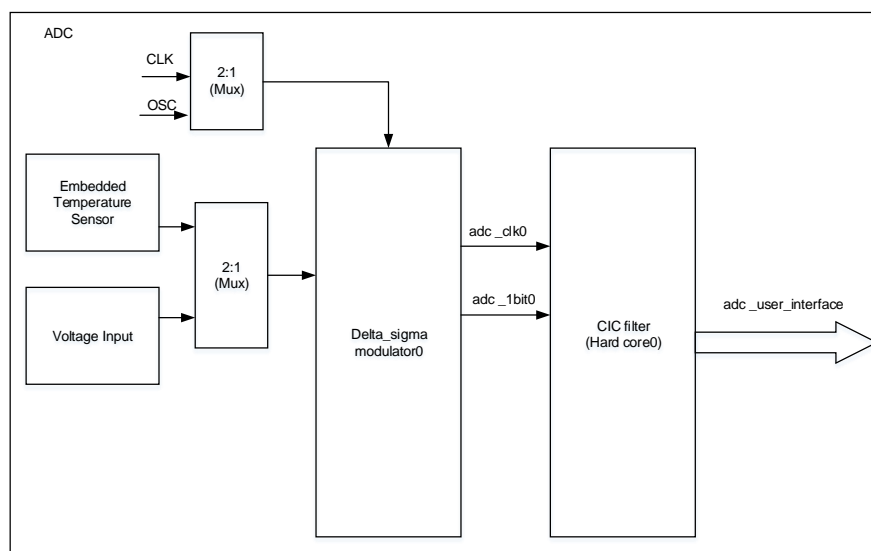 ADC
CLK
OSC
2:1
(Mux)
Embedded
Temperature
Sensor
Voltage Input
2:1
(Mux)
Delta_sigma
modulator0
adc _clk0
adc _1bit0
CIC filter
(Hard core0)
adc _user_interface